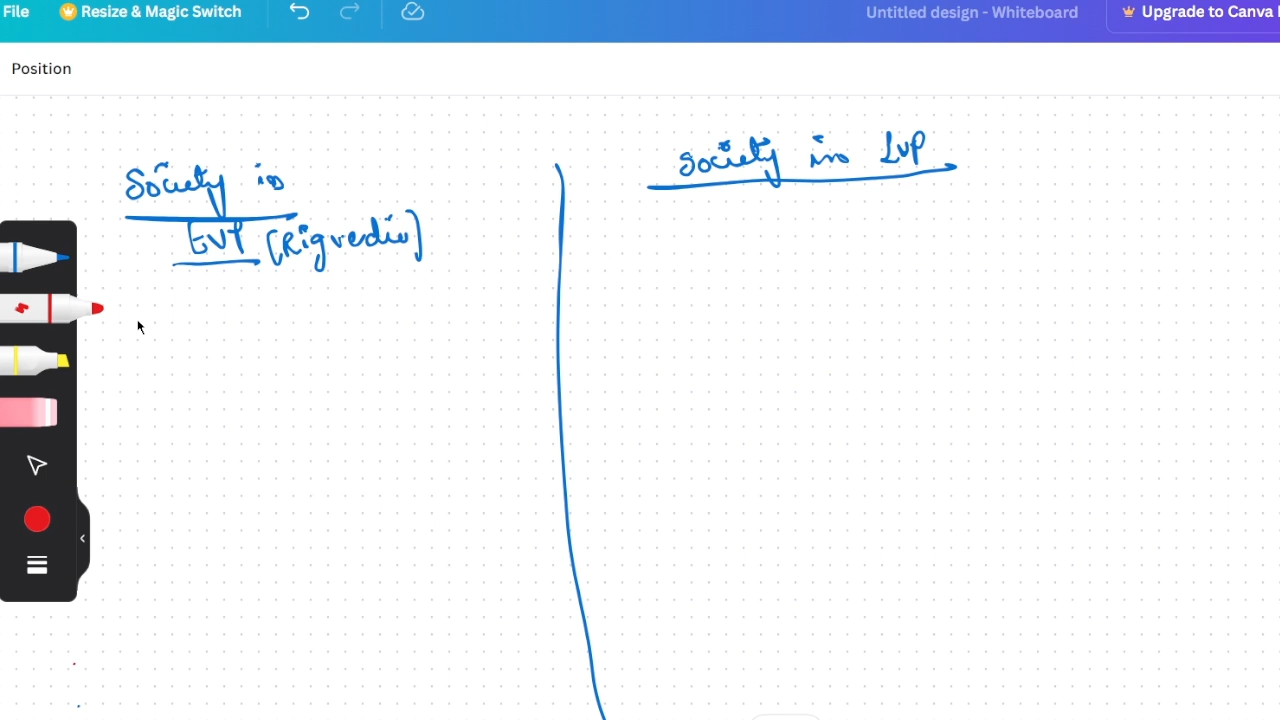 File
Resize & Magic Switch
Untitled design - Whiteboard
Upgrade to Canva
Position
Society in
EVP [Rigvedic]
Society in LVP